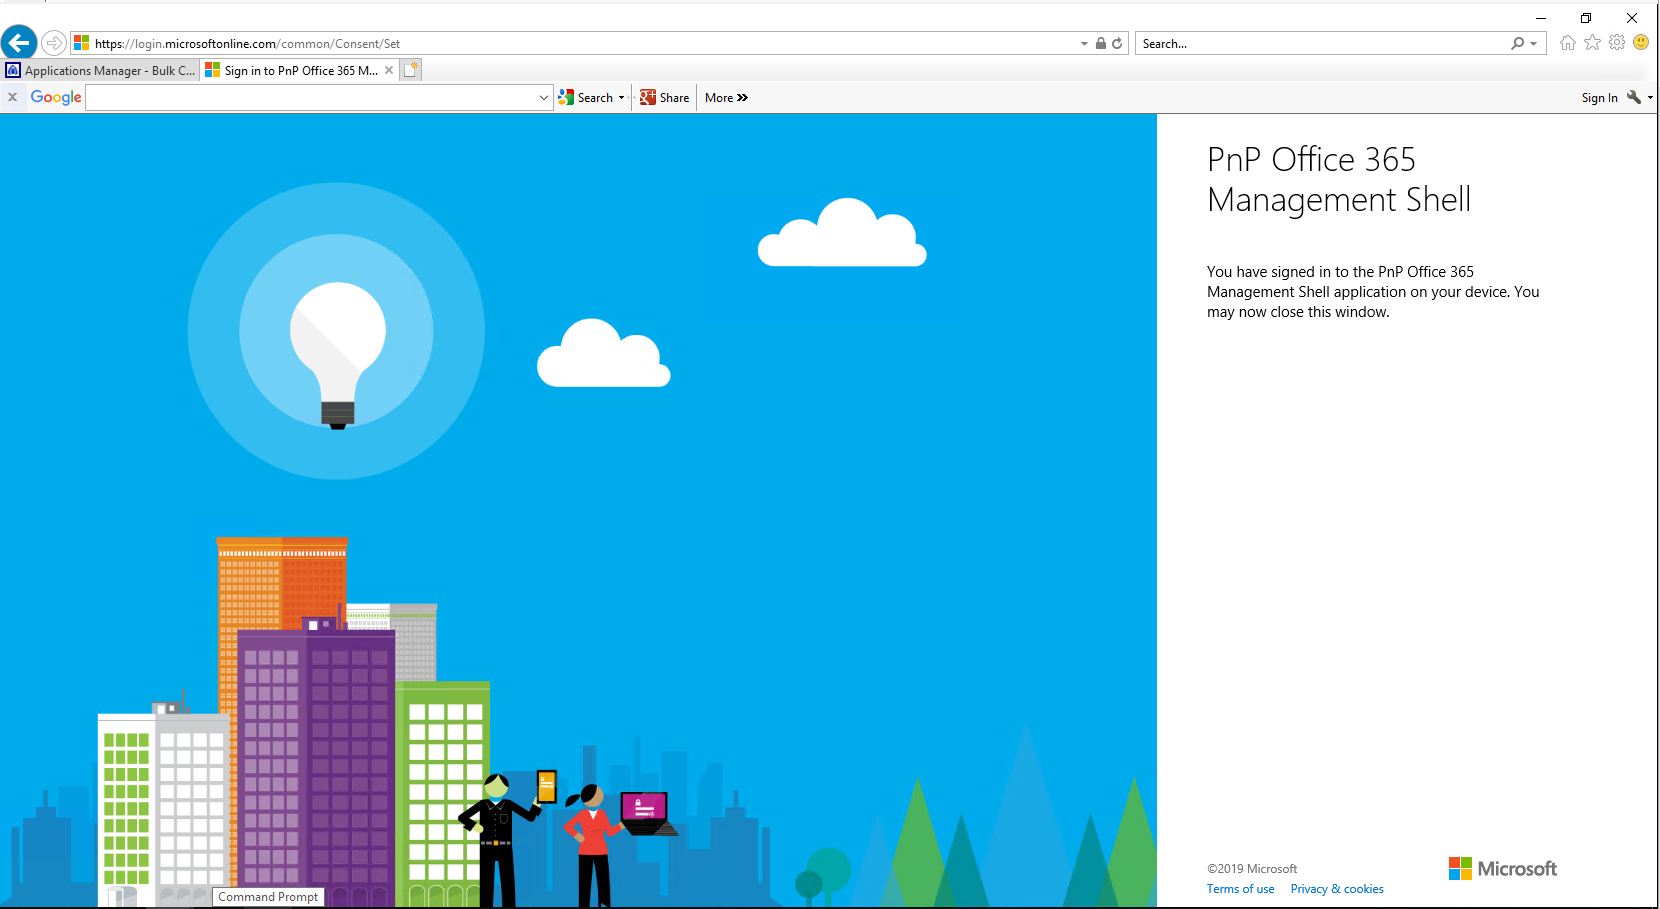 https://login.microsoftonline.com/common/Consent/Set
Search...
Applications Manager - Bulk C...
Sign in to PnP Office 365 M...
Google
Search
Share
More
Sign In
PnP Office 365
Management Shell
You have signed in to the PnP Office 365
Management Shell application on your device. You
may now close this window.
©2019 Microsoft
Microsoft
Terms of use
Privacy & cookies
Command Prompt